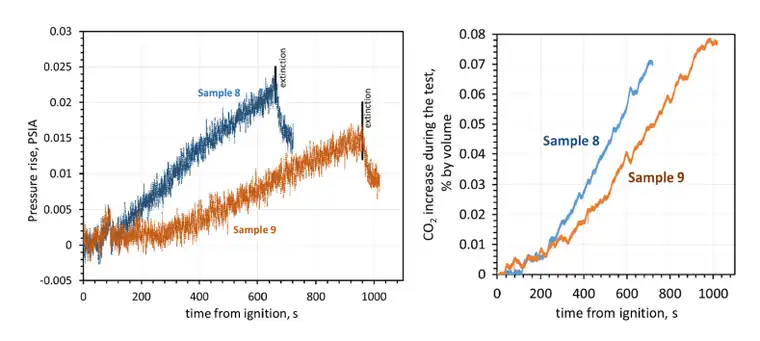 0.03
0.025
0.02
0.015
0.01
0.005
0
-0.005
Pressure rise, PSIA
Sample 8
extinction
extinction
Sample 9
0 200 400 600 800 1000
time from ignition, s
0.08
0.07
0.06
0.05
0.04
0.03
0.02
0.01
0
CO2 increase during the test,
% by volume
Sample 8
Sample 9
0 200 400 600 800 1000
time from ignition, s